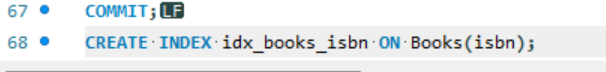 67 COMMIT;LF
68 CREATE INDEX idx_books_isbn ON Books(isbn);